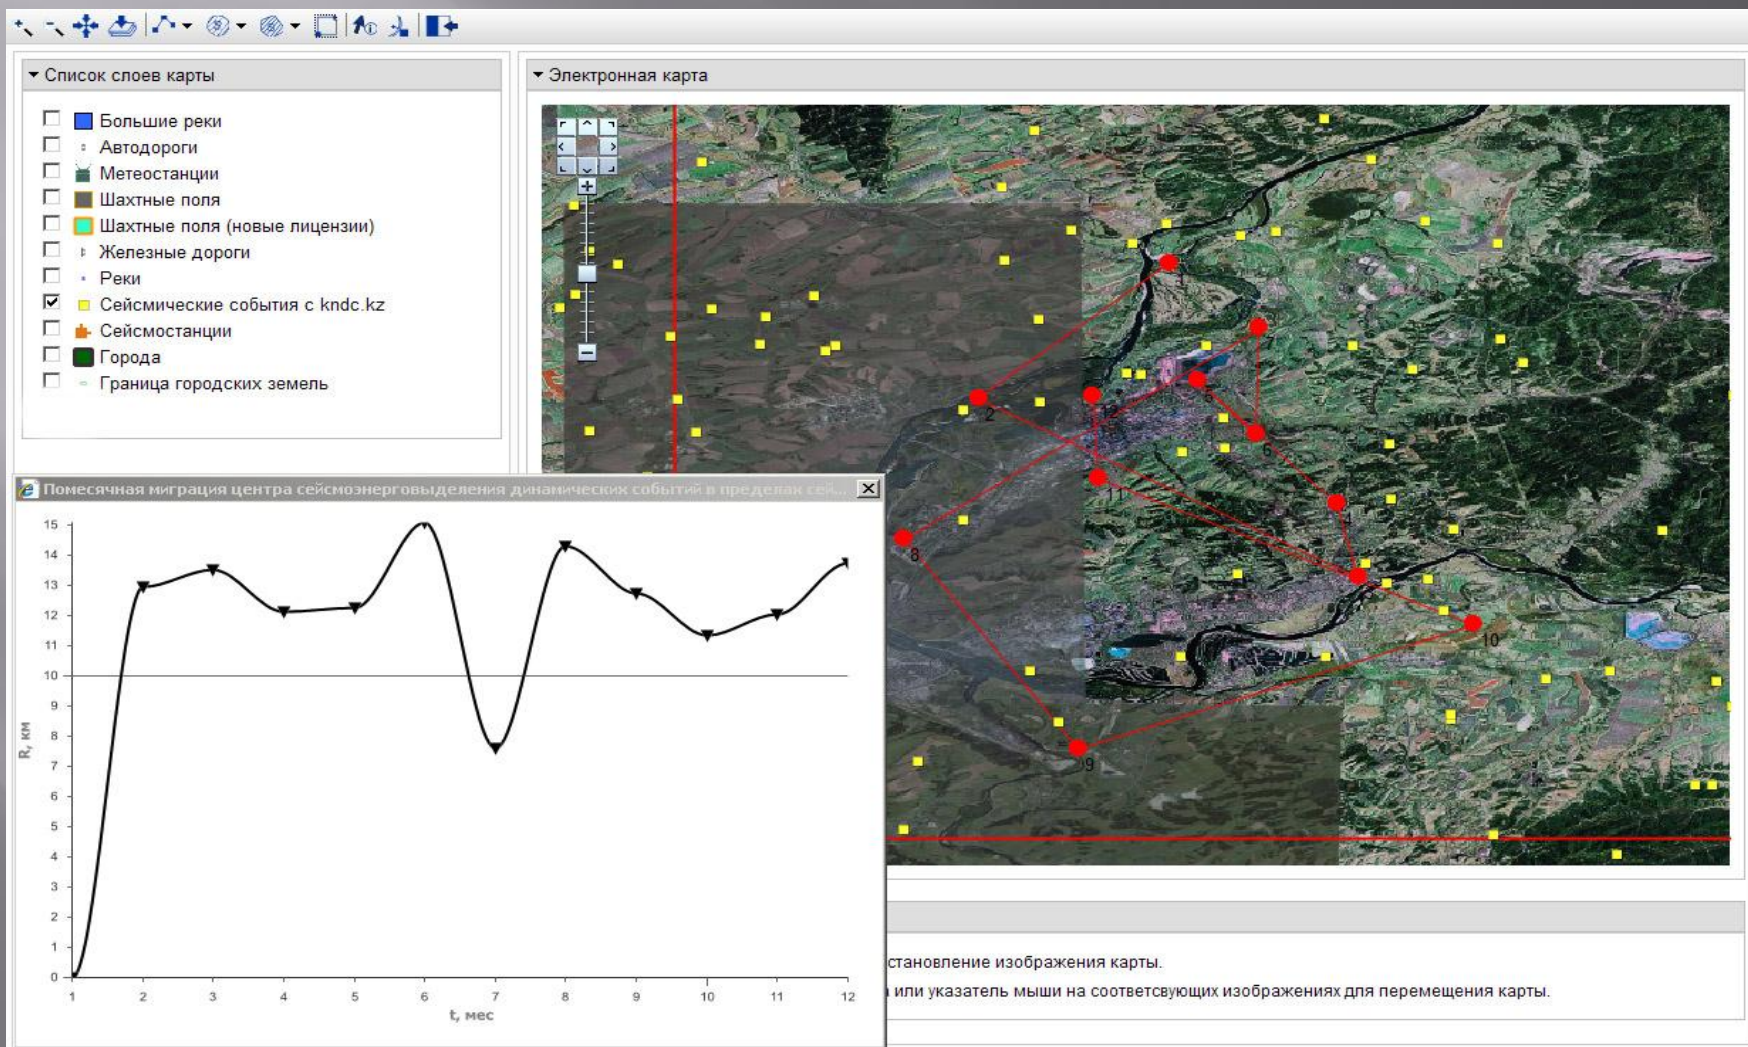 Список слоев карты
Большие реки
Автодороги
Метеостанции
Шахтные поля
Шахтные поля (новые лицензии)
Железные дороги
Реки
Сейсмические события с kndc.kz
Сейсмостанции
Города
Граница городских земель
Электронная карта
1
7
2
12
6
11
4
8
10
9
Помесячная миграция центра сейсмоэнерговыделения динамических событий в пределах сей...
15
14
13
12
11
10
9
8
7
6
5
4
3
2
1
0
R, км
1 2 3 4 5 6 7 8 9 10 11 12
t, мес
становление изображения карты.
или указатель мыши на соответсвующих изображениях для перемещения карты.